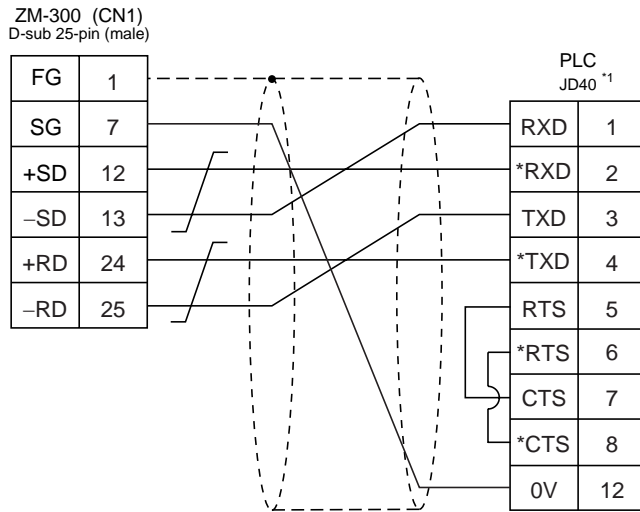 ZM-300 (CN1)
D-sub 25-pin (male)
FG 1
SG 7
+SD 12
−SD 13
+RD 24
−RD 25
PLC
JD40 *1
RXD 1
*RXD 2
TXD 3
*TXD 4
RTS 5
*RTS 6
CTS 7
*CTS 8
0V 12